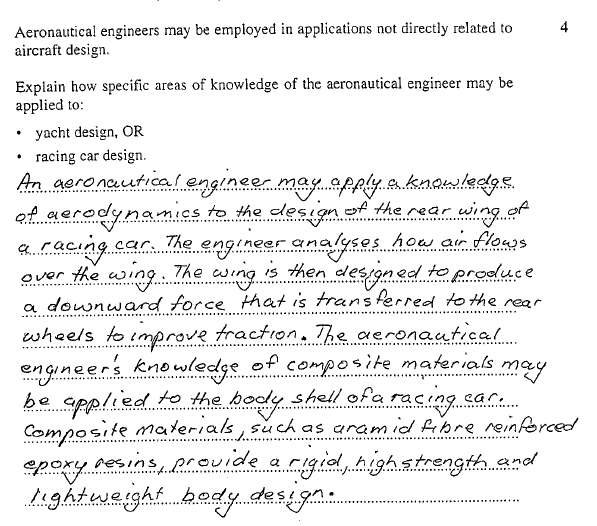 Aeronautical engineers may be employed in applications not directly related to 4
aircraft design.
Explain how specific areas of knowledge of the aeronautical engineer may be
applied to:
• yacht design, OR
• racing car design.
An aeronautical engineer may apply a knowledge
of aerodynamics to the design of the rear wing of
a racing car. The engineer analyses how air flows
over the wing. The wing is then designed to produce
a downward force that is transferred to the rear
wheels to improve traction. The aeronautical
engineer's knowledge of composite materials may
be applied to the body shell of a racing car.
Composite materials, such as aramid fibre reinforced
epoxy resins, provide a rigid, high strength and
lightweight body design.